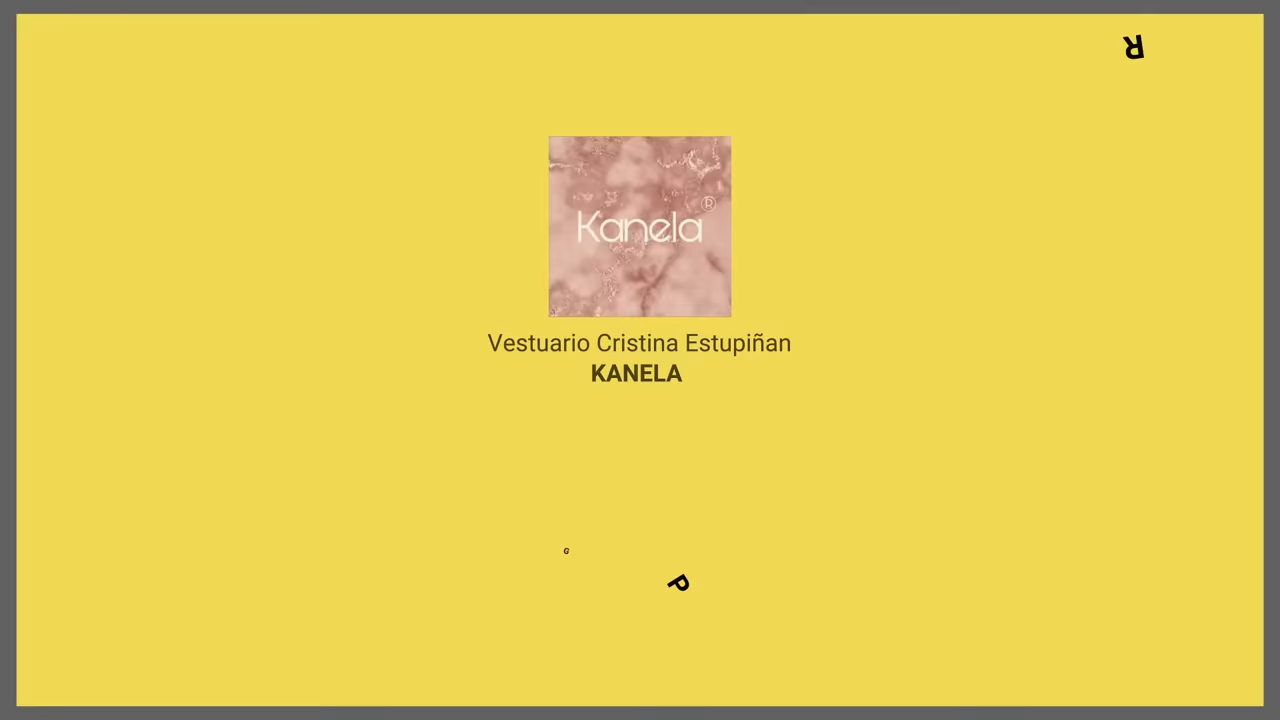 R
Kanela®
Vestuario Cristina Estupiñan
KANELA
G
P